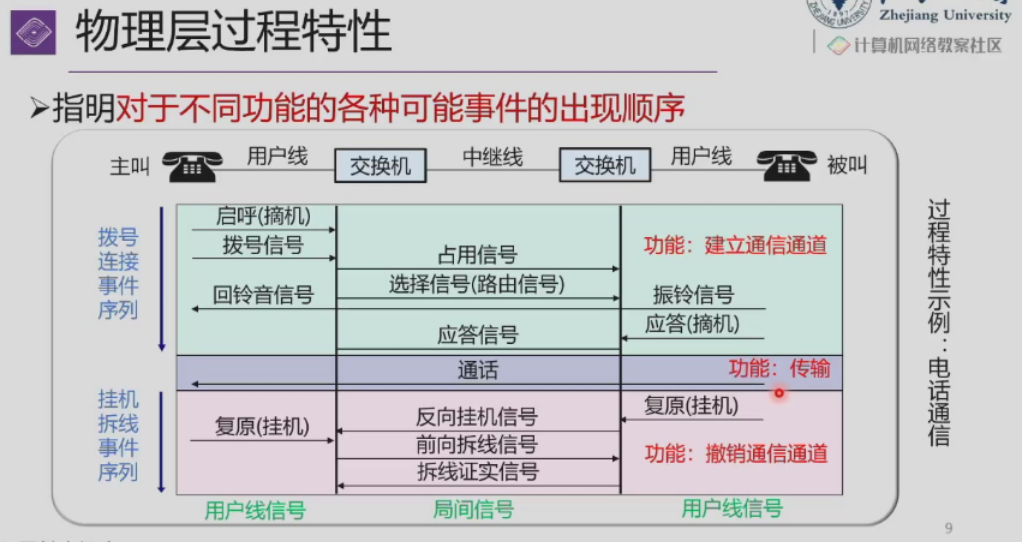 物理层过程特性
Zhejiang University
计算机网络教案社区
➤指明对于不同功能的各种可能事件的出现顺序
主叫 用户线 交换机 中继线 交换机 用户线 被叫
拨号
连接
事件
序列
启呼(摘机)
拨号信号
占用信号
功能：建立通信通道
选择信号(路由信号)
回铃音信号
振铃信号
应答(摘机)
应答信号
通话
功能：传输
挂机
拆线
事件
序列
复原(挂机)
反向挂机信号
复原(挂机)
前向拆线信号
功能：撤销通信通道
拆线证实信号
用户线信号 局间信号 用户线信号
过程特性示例：电话通信
9